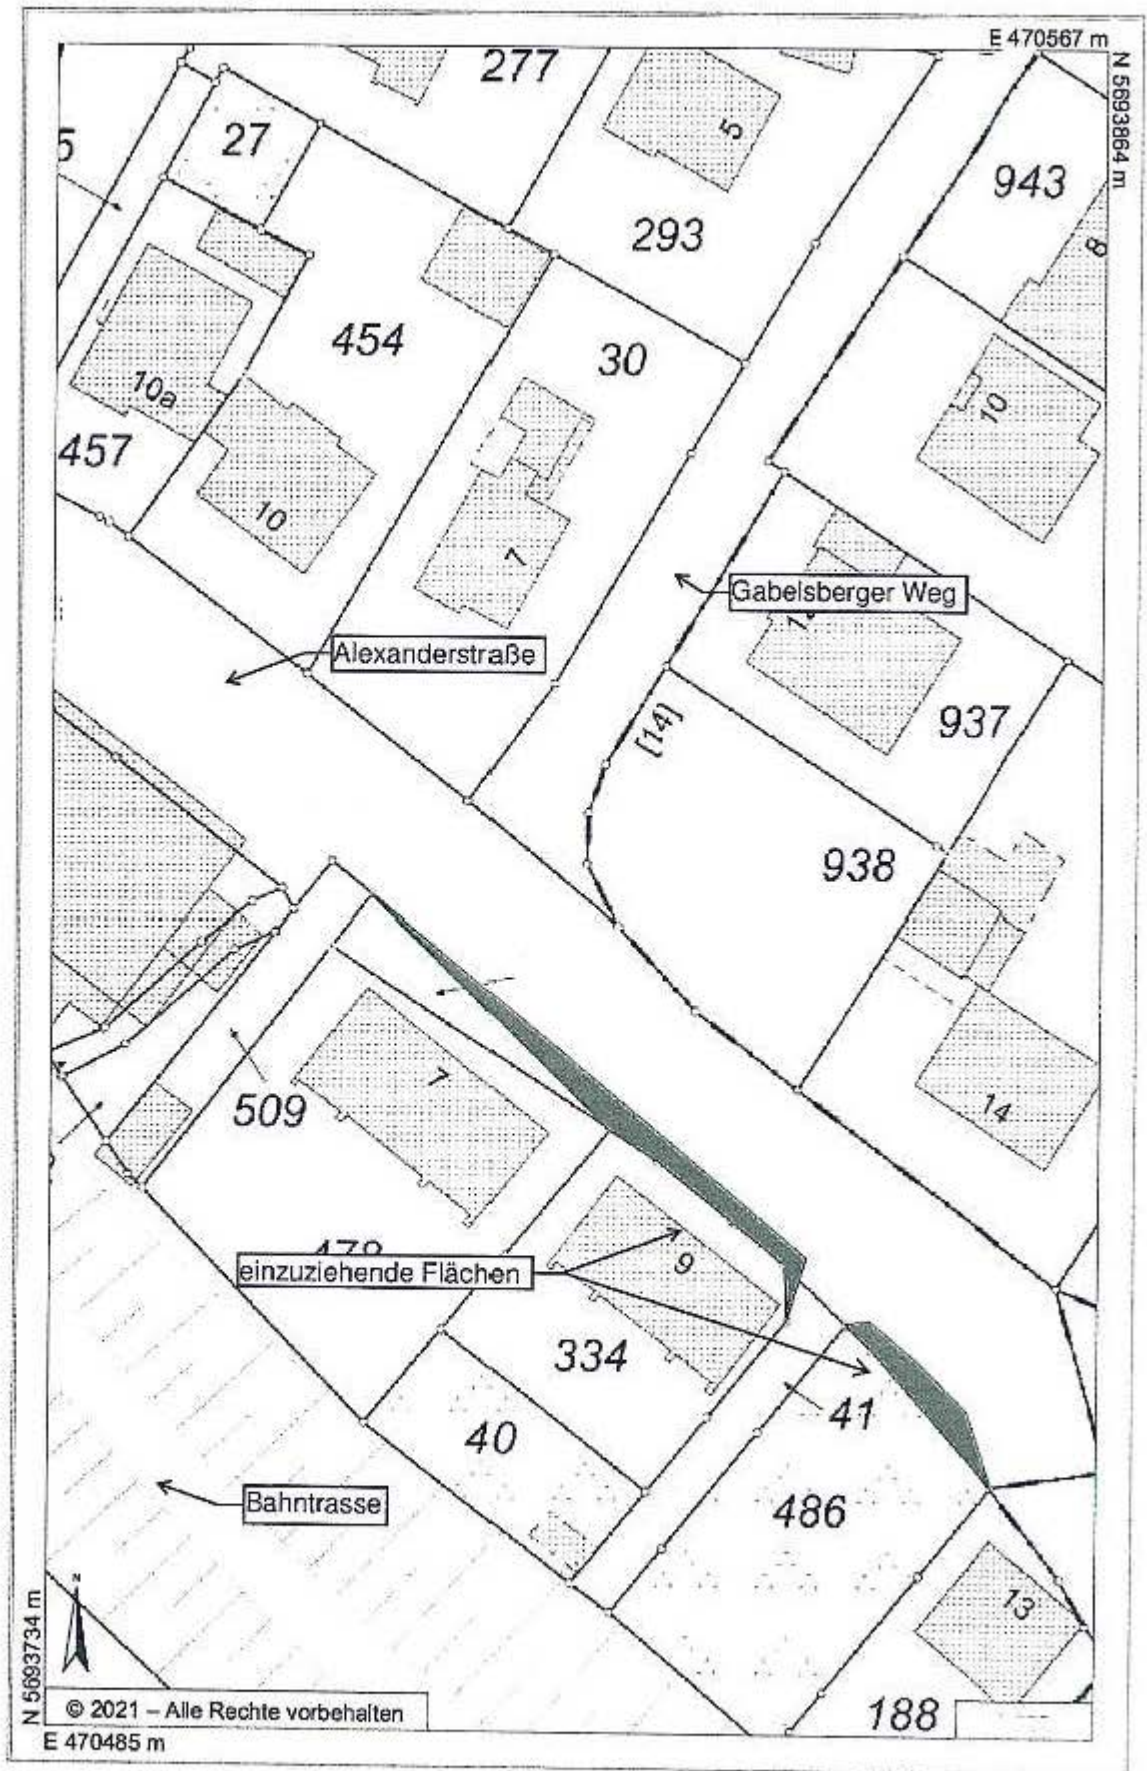 E 470567 m
N 5693864 m
277
27
5
5
943
293
8
454
30
10a
10
457
10
7
Gabelsberger Weg
Alexanderstraße
937
[14]
938
7
509
14
einzuziehende Flächen
9
334
41
40
486
Bahntrasse
13
N
N 5693734 m
© 2021 – Alle Rechte vorbehalten
188
E 470485 m